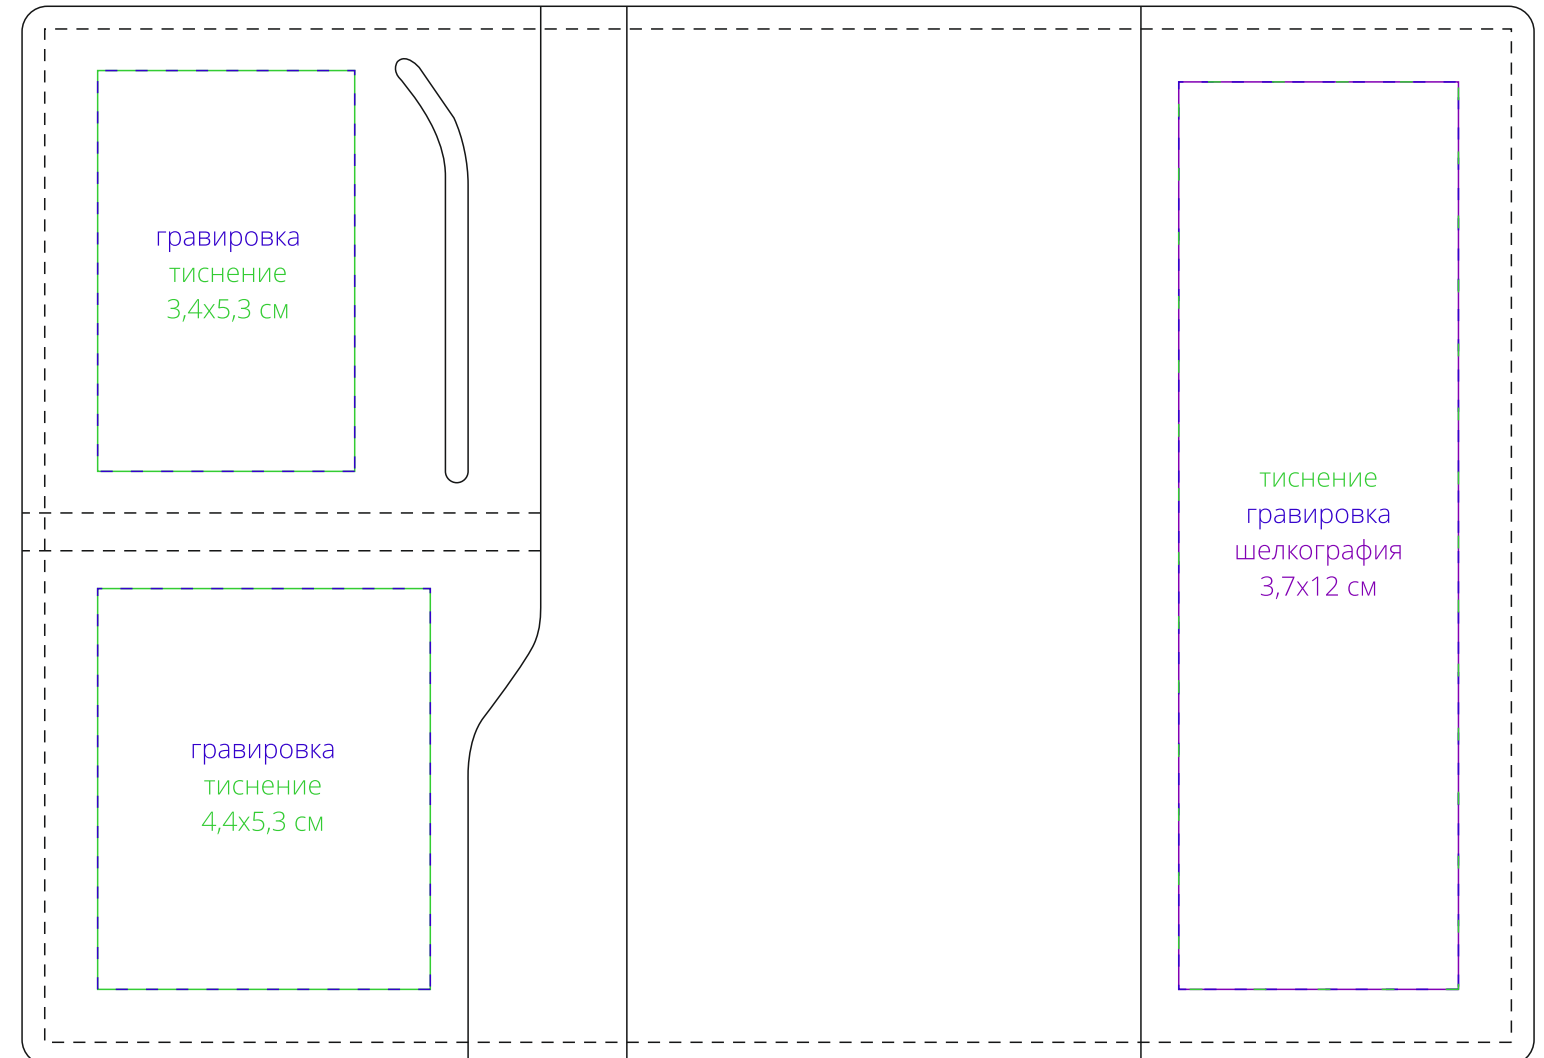 гравировка
тиснение
3,4х5,3 см
гравировка
тиснение
4,4х5,3 см
тиснение
гравировка
шелкография
3,7х12 см